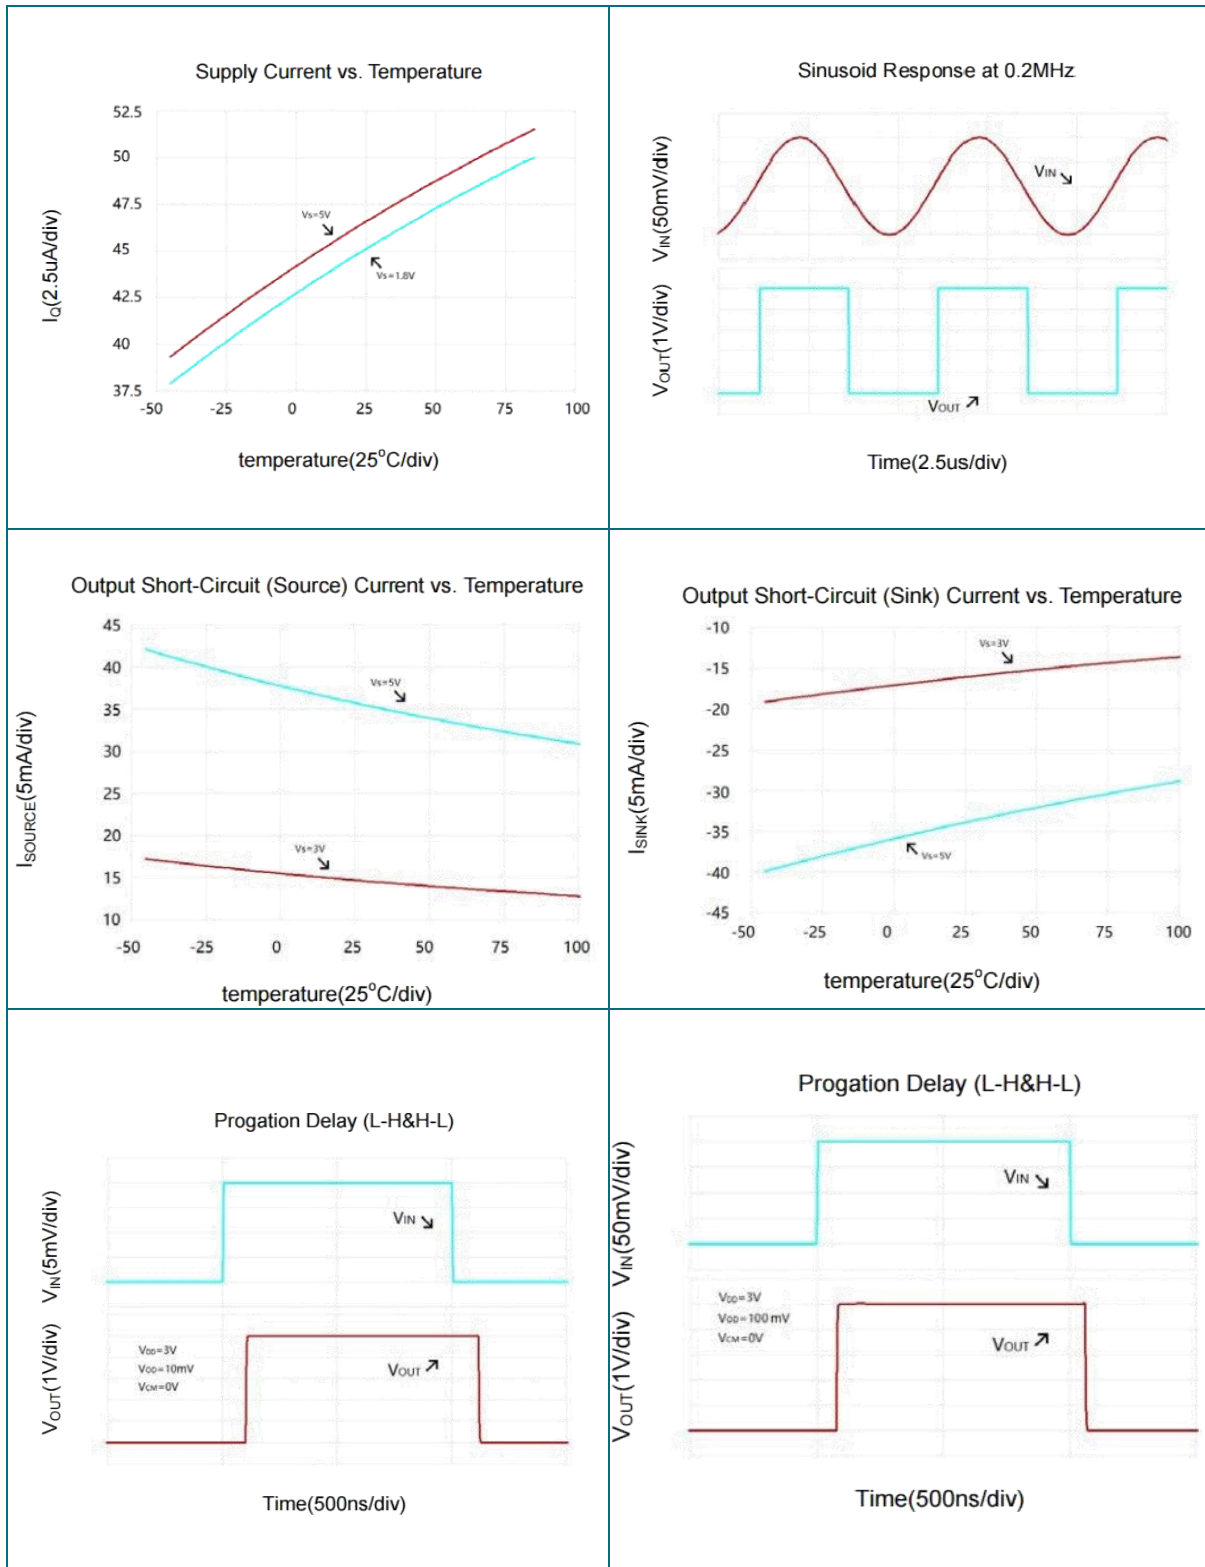 Supply Current vs. Temperature
52.5
50
47.5
45
42.5
40
37.5
-50 -25 0 25 50 75 100
IQ(2.5uA/div)
Vs=5V
Vs=1.8V
temperature(25°C/div)
Sinusoid Response at 0.2MHz
VIN(50mV/div)
VOUT(1V/div)
VIN
VOUT
Time(2.5us/div)
Output Short-Circuit (Source) Current vs. Temperature
45
40
35
30
25
20
15
10
-50 -25 0 25 50 75 100
ISOURCE(5mA/div)
Vs=5V
Vs=3V
temperature(25°C/div)
Output Short-Circuit (Sink) Current vs. Temperature
-10
-15
-20
-25
-30
-35
-40
-45
-50 -25 0 25 50 75 100
ISINK(5mA/div)
Vs=3V
Vs=5V
temperature(25°C/div)
Progation Delay (L-H&H-L)
VIN(5mV/div)
VOUT(1V/div)
VIN
VDD=3V
VOD=10mV
VCM=0V
VOUT
Time(500ns/div)
Progation Delay (L-H&H-L)
VIN(50mV/div)
VOUT(1V/div)
VIN
VDD=3V
VOD=100 mV
VCM=0V
VOUT
Time(500ns/div)